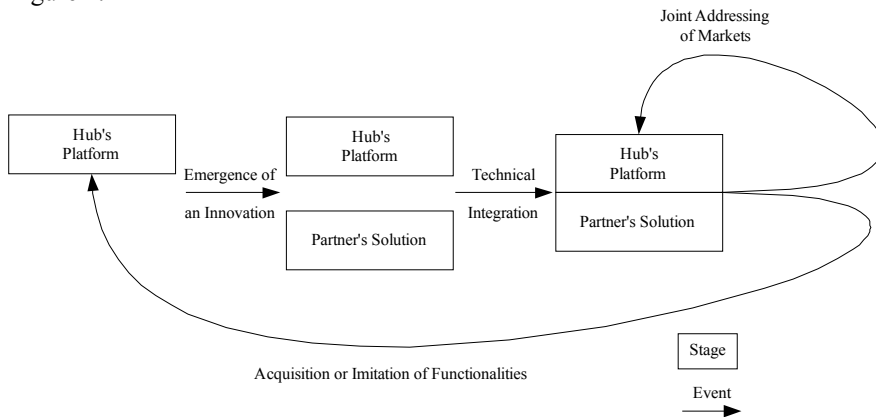 Joint Addressing
of Markets
Hub's
Platform
Emergence of
an Innovation
Hub's
Platform
Partner's Solution
Technical
Integration
Hub's
Platform
Partner's Solution
Acquisition or Imitation of Functionalities
Stage
Event